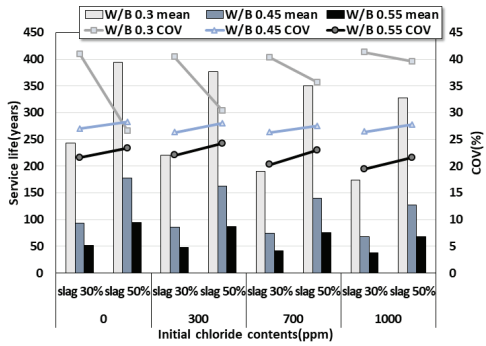 W/B 0.3 mean W/B 0.45 mean W/B 0.55 mean
W/B 0.3 COV W/B 0.45 COV W/B 0.55 COV
Service life(years)
450
400
350
300
250
200
150
100
50
0
45
40
35
30
25
20
15
10
5
0
COV(%)
slag 30% slag 50% slag 30% slag 50% slag 30% slag 50% slag 30% slag 50%
0 300 700 1000
Initial chloride contents(ppm)